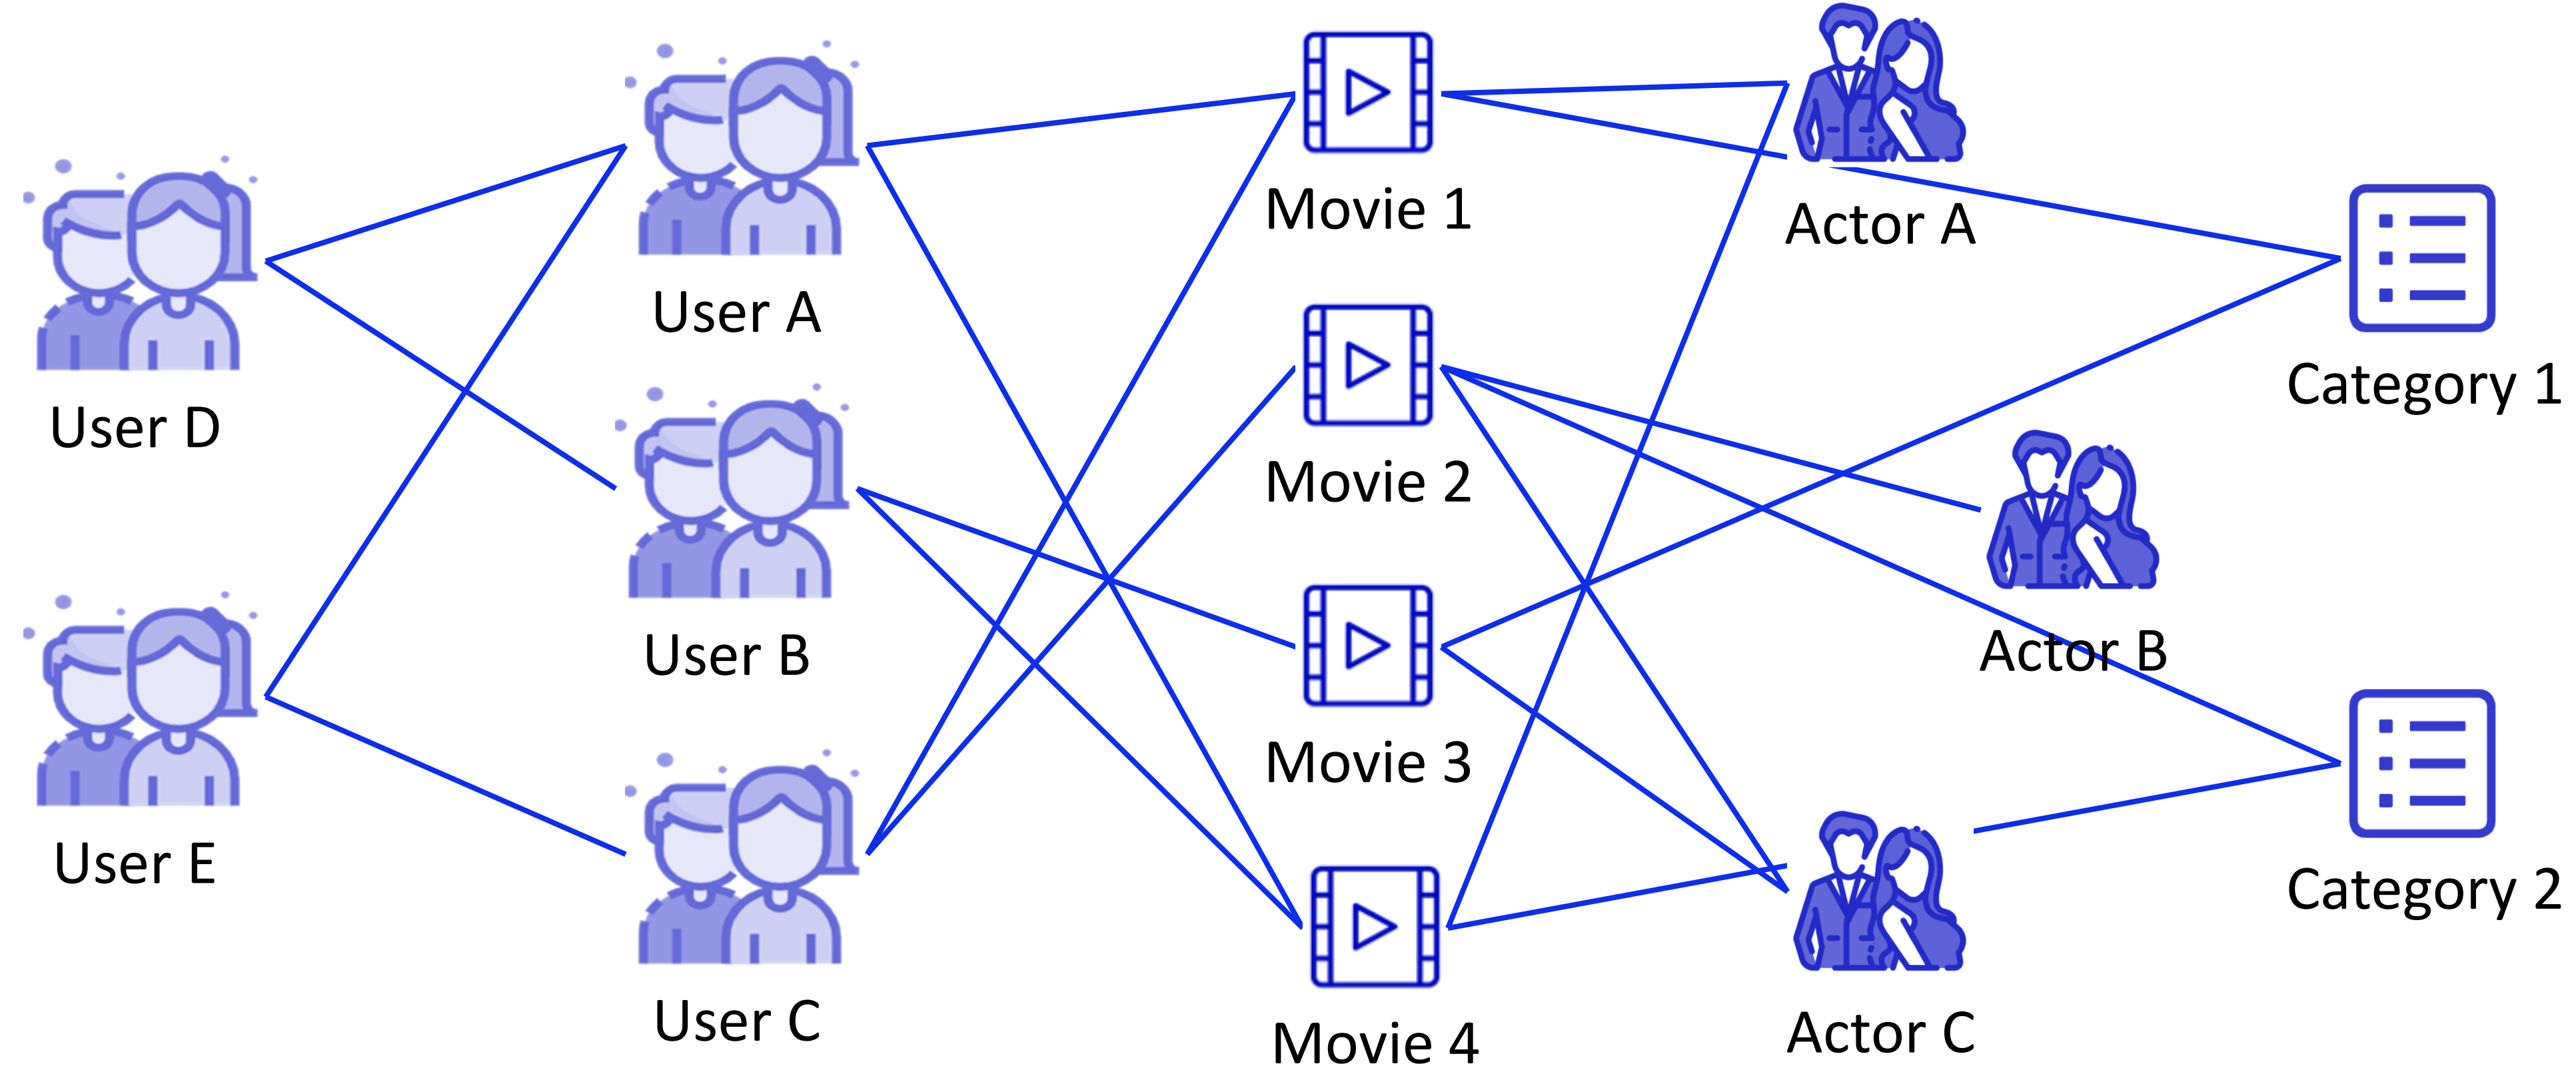 User D
User E
User A
User B
User C
Movie 1
Movie 2
Movie 3
Movie 4
Actor A
Actor B
Actor C
Category 1
Category 2